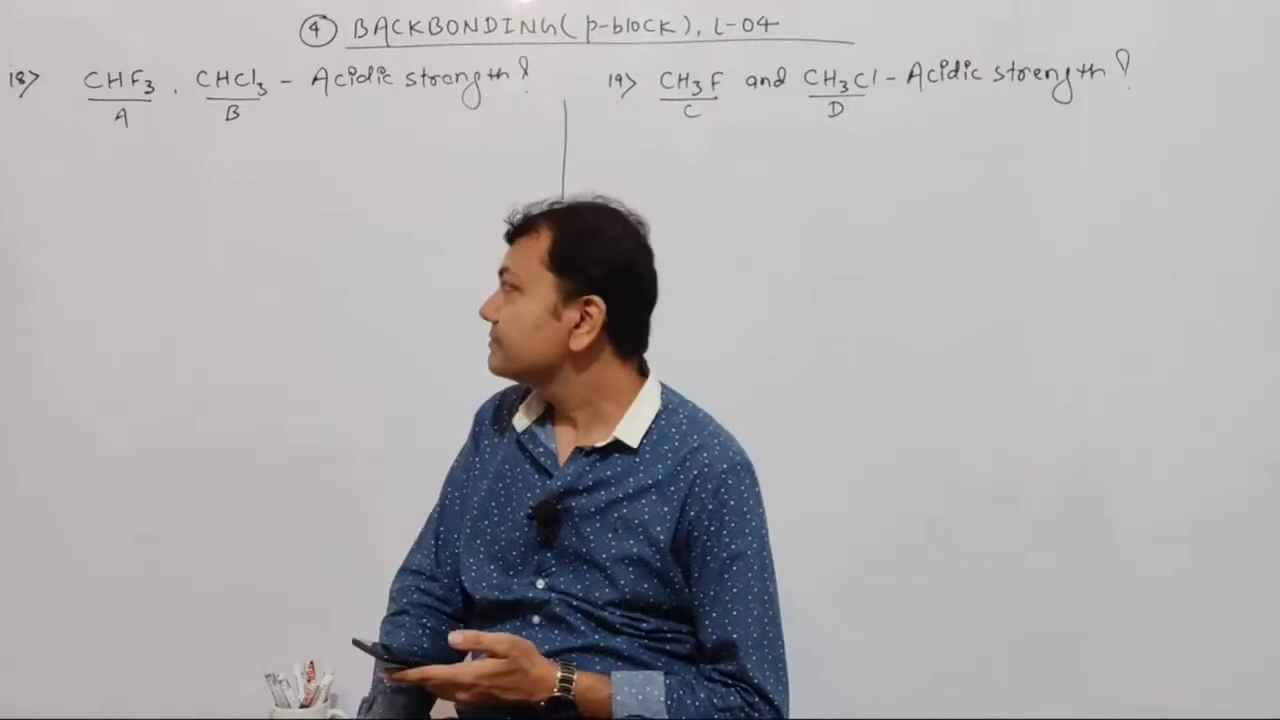 ④ BACKBONDING (p-block), L-04
18> CHF₃ , CHCl₃ - Acidic strength?
A B
19> CH₃F and CH₃Cl - Acidic strength?
C D